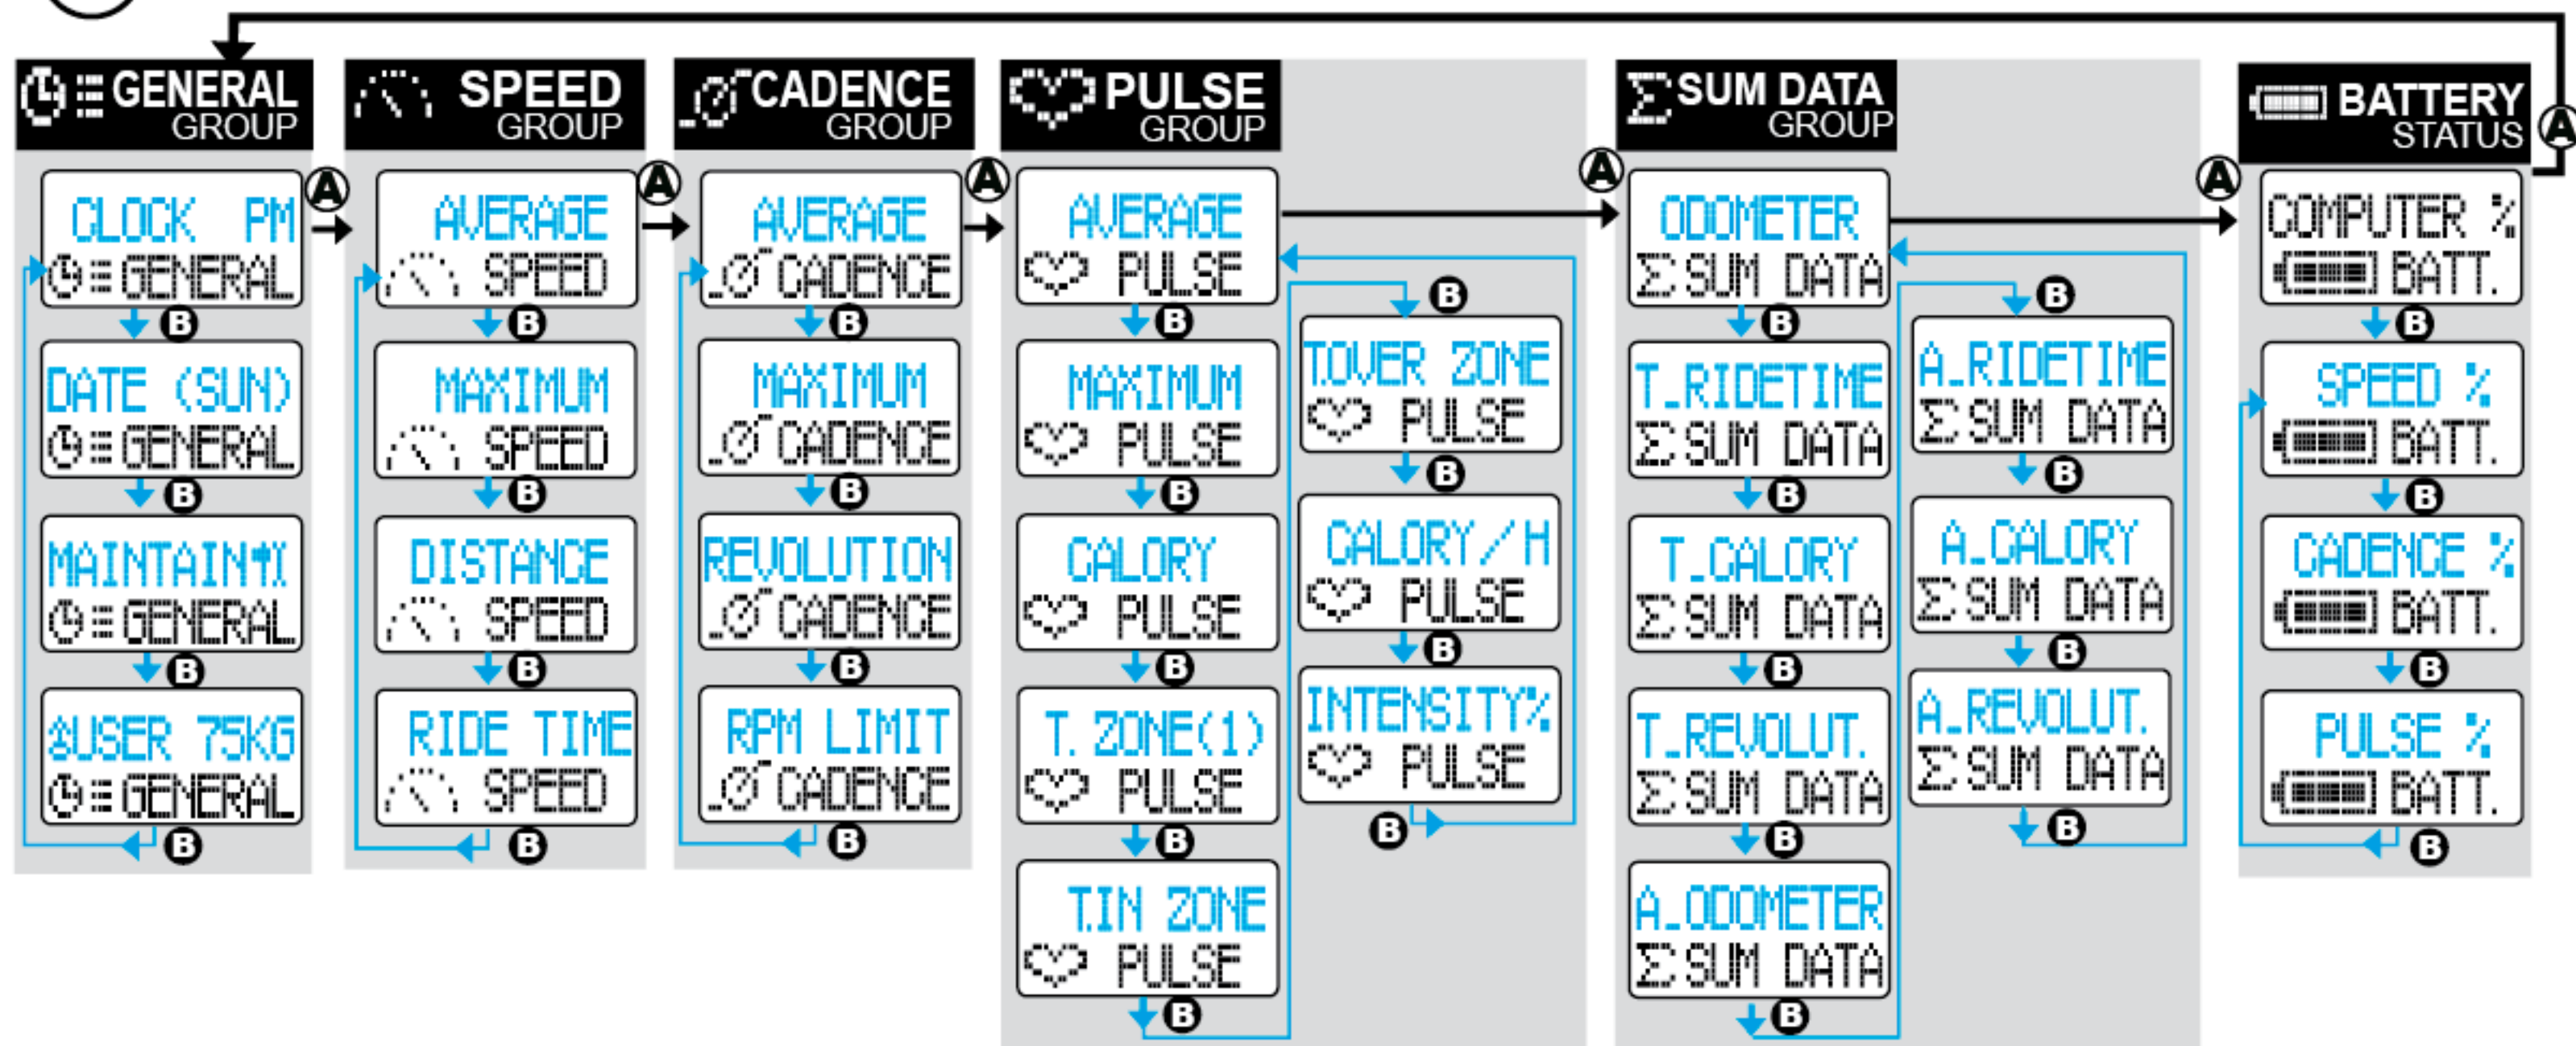 GENERAL
GROUP
A
CLOCK PM
GENERAL
B
DATE (SUN)
GENERAL
B
MAINTAIN %
GENERAL
B
USER 75KG
GENERAL
B
SPEED
GROUP
A
AVERAGE
SPEED
B
MAXIMUM
SPEED
B
DISTANCE
SPEED
B
RIDE TIME
SPEED
B
CADENCE
GROUP
A
AVERAGE
CADENCE
B
MAXIMUM
CADENCE
B
REVOLUTION
CADENCE
B
RPM LIMIT
CADENCE
B
PULSE
GROUP
A
AVERAGE
PULSE
B
MAXIMUM
PULSE
B
CALORY
PULSE
B
T. ZONE(1)
PULSE
B
T.IN ZONE
PULSE
B
B
T.OVER ZONE
PULSE
B
CALORY/H
PULSE
B
INTENSITY%
PULSE
B
Σ SUM DATA
GROUP
A
ODOMETER
Σ SUM DATA
B
T_RIDETIME
Σ SUM DATA
B
T_CALORY
Σ SUM DATA
B
T_REVOLUT.
Σ SUM DATA
B
A_ODOMETER
Σ SUM DATA
B
B
A_RIDETIME
Σ SUM DATA
B
A_CALORY
Σ SUM DATA
B
A_REVOLUT.
Σ SUM DATA
B
BATTERY
STATUS
A
COMPUTER %
BATT.
B
SPEED %
BATT.
B
CADENCE %
BATT.
B
PULSE %
BATT.
B